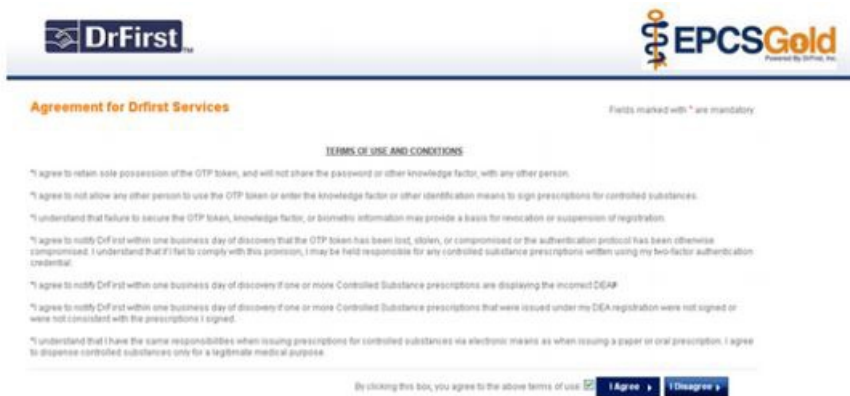 DrFirst TM
EPCSGold
Powered By DrFirst, Inc.
Agreement for Drfirst Services
Fields marked with * are mandatory
TERMS OF USE AND CONDITIONS
*I agree to retain sole possession of the OTP token, and will not share the password or other knowledge factor, with any other person.
*I agree to not allow any other person to use the OTP token or enter the knowledge factor or other identification means to sign prescriptions for controlled substances.
*I understand that failure to secure the OTP token, knowledge factor, or biometric information may provide a basis for revocation or suspension of registration.
*I agree to notify DrFirst within one business day of discovery that the OTP token has been lost, stolen, or compromised or the authentication protocol has been otherwise
compromised. I understand that if I fail to comply with this provision, I may be held responsible for any controlled substance prescriptions written using my two-factor authentication
credential.
*I agree to notify DrFirst within one business day of discovery if one or more Controlled Substance prescriptions are displaying the incorrect DEA#
*I agree to notify DrFirst within one business day of discovery if one or more Controlled Substance prescriptions that were issued under my DEA registration were not signed or
were not consistent with the prescriptions I signed.
*I understand that I have the same responsibilities when issuing prescriptions for controlled substances via electronic means as when issuing a paper or oral prescription. I agree
to dispense controlled substances only for a legitimate medical purpose
By clicking this box, you agree to the above terms of use I Agree I Disagree